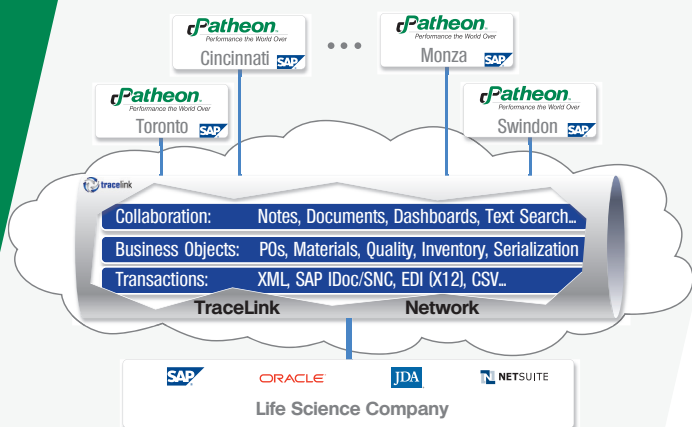 Patheon.
Performance the World Over
Cincinnati SAP
Patheon.
Performance the World Over
Monza SAP
Patheon.
Performance the World Over
Toronto SAP
Patheon.
Performance the World Over
Swindon SAP
tracelink
Collaboration: Notes, Documents, Dashboards, Text Search...
Business Objects: POs, Materials, Quality, Inventory, Serialization
Transactions: XML, SAP IDoc/SNC, EDI (X12), CSV...
TraceLink Network
SAP ORACLE JDA N NETSUITE
Life Science Company